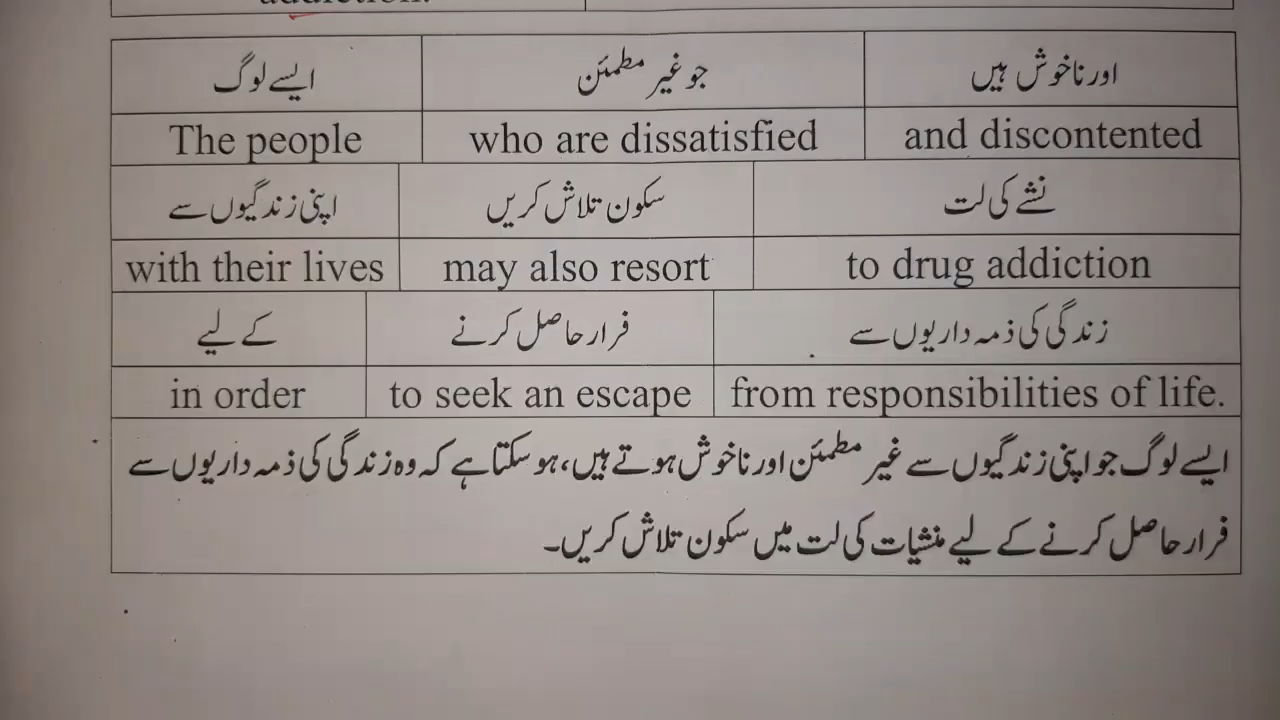 addiction.
ایسے لوگ جو غیر مطمئن اور ناخوش ہیں
The people who are dissatisfied and discontented
اپنی زندگیوں سے سکون تلاش کریں نشے کی لت
with their lives may also resort to drug addiction
کے لیے فرار حاصل کرنے زندگی کی ذمہ داریوں سے
in order to seek an escape from responsibilities of life.
ایسے لوگ جو اپنی زندگیوں سے غیر مطمئن اور ناخوش ہوتے ہیں، ہو سکتا ہے کہ وہ زندگی کی ذمہ داریوں سے
فرار حاصل کرنے کے لیے منشیات کی لت میں سکون تلاش کریں۔